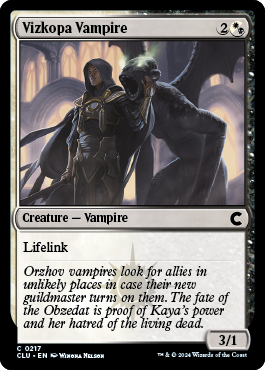 Vizkopa Vampire 2
Creature — Vampire
Lifelink
Orzhov vampires look for allies in
unlikely places in case their new
guildmaster turns on them. The fate of
the Obzedat is proof of Kaya's power
and her hatred of the living dead.
3/1
C 0217
CLU • EN Winona Nelson
™ & © 2024 Wizards of the Coast